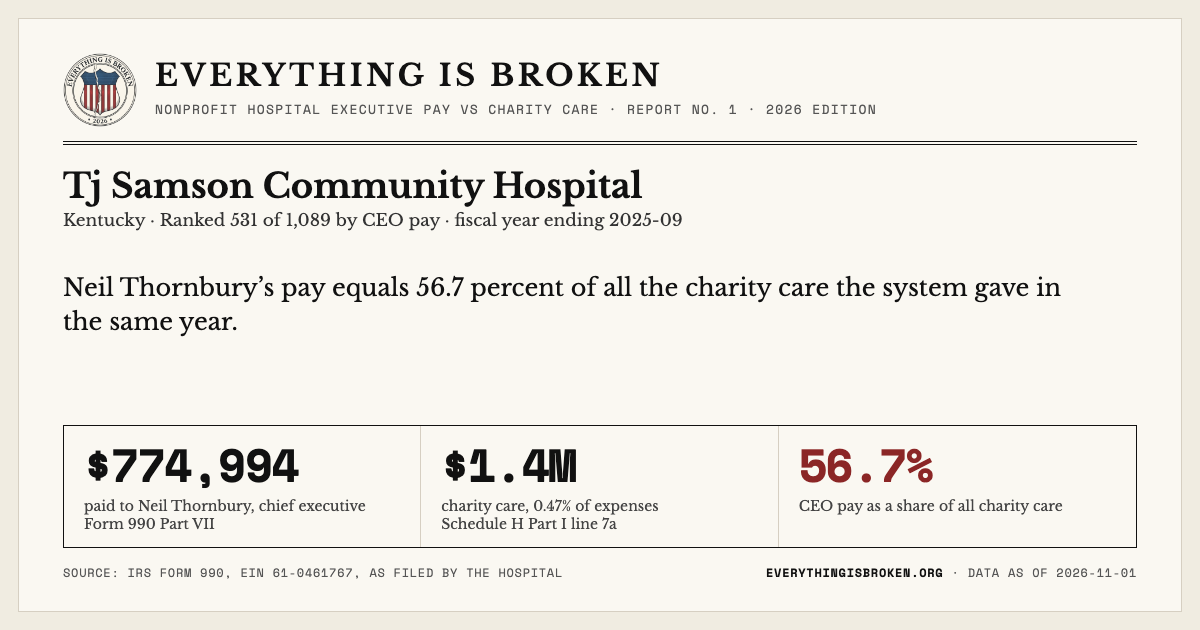 EVERYTHING IS BROKEN
· 2026 ·
EVERYTHING IS BROKEN
NONPROFIT HOSPITAL EXECUTIVE PAY VS CHARITY CARE · REPORT NO. 1 · 2026 EDITION
Tj Samson Community Hospital
Kentucky · Ranked 531 of 1,089 by CEO pay · fiscal year ending 2025-09
Neil Thornbury’s pay equals 56.7 percent of all the charity care the system gave in
the same year.
$774,994
paid to Neil Thornbury, chief executive
Form 990 Part VII
$1.4M
charity care, 0.47% of expenses
Schedule H Part I line 7a
56.7%
CEO pay as a share of all charity care
SOURCE: IRS FORM 990, EIN 61-0461767, AS FILED BY THE HOSPITAL
EVERYTHINGISBROKEN.ORG · DATA AS OF 2026-11-01